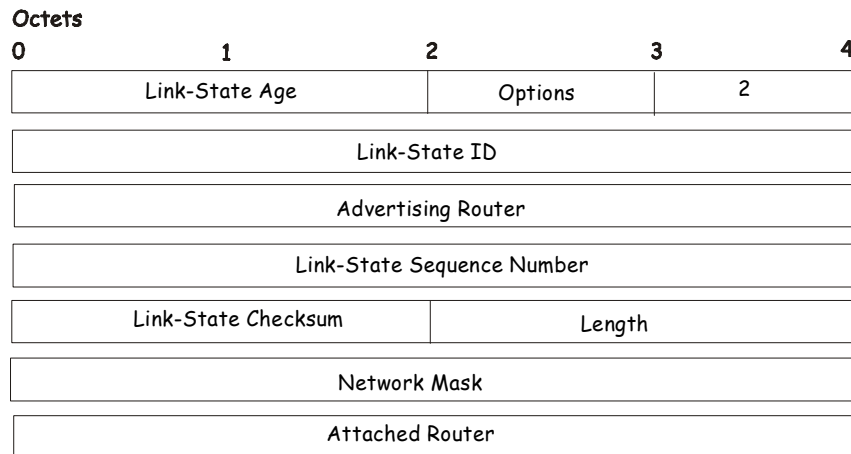 Octets
0 1 2 3 4
Link-State Age Options 2
Link-State ID
Advertising Router
Link-State Sequence Number
Link-State Checksum Length
Network Mask
Attached Router